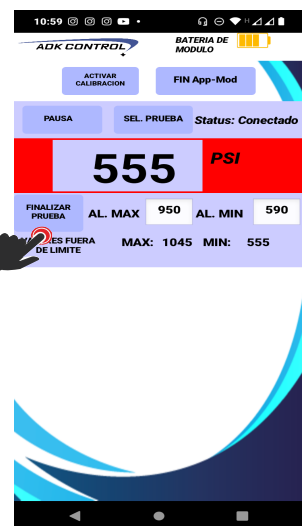 10:59
H
ADK CONTROL
BATERIA DE
MODULO
ACTIVAR
CALIBRACION
FIN App-Mod
PAUSA
SEL. PRUEBA
Status: Conectado
555
PSI
FINALIZAR
PRUEBA
AL. MAX
950
AL. MIN
590
ES FUERA
DE LIMITE
MAX: 1045
MIN: 555